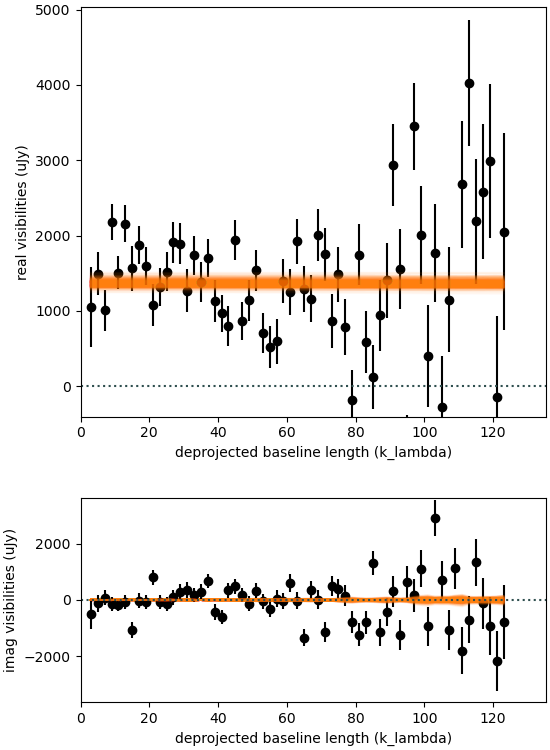 5000
4000
3000
2000
1000
0
real visibilities (uJy)
0 20 40 60 80 100 120
deprojected baseline length (k_lambda)
2000
0
−2000
imag visibilities (uJy)
0 20 40 60 80 100 120
deprojected baseline length (k_lambda)